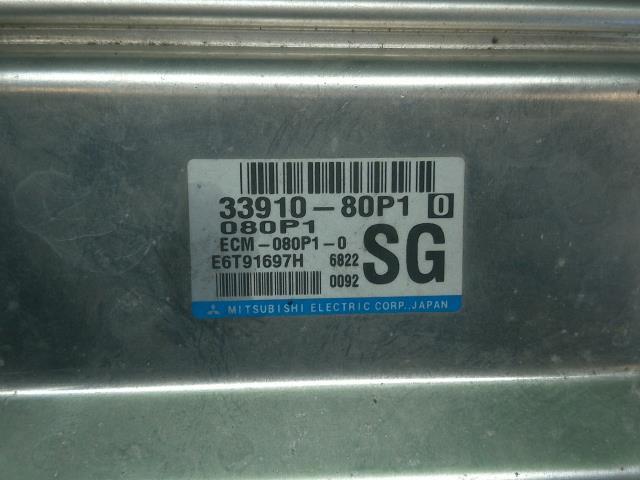 33910-80P1 0
080P1
ECM-080P1-0
E6T91697H 6822
0092
SG
MITSUBISHI ELECTRIC CORP., JAPAN